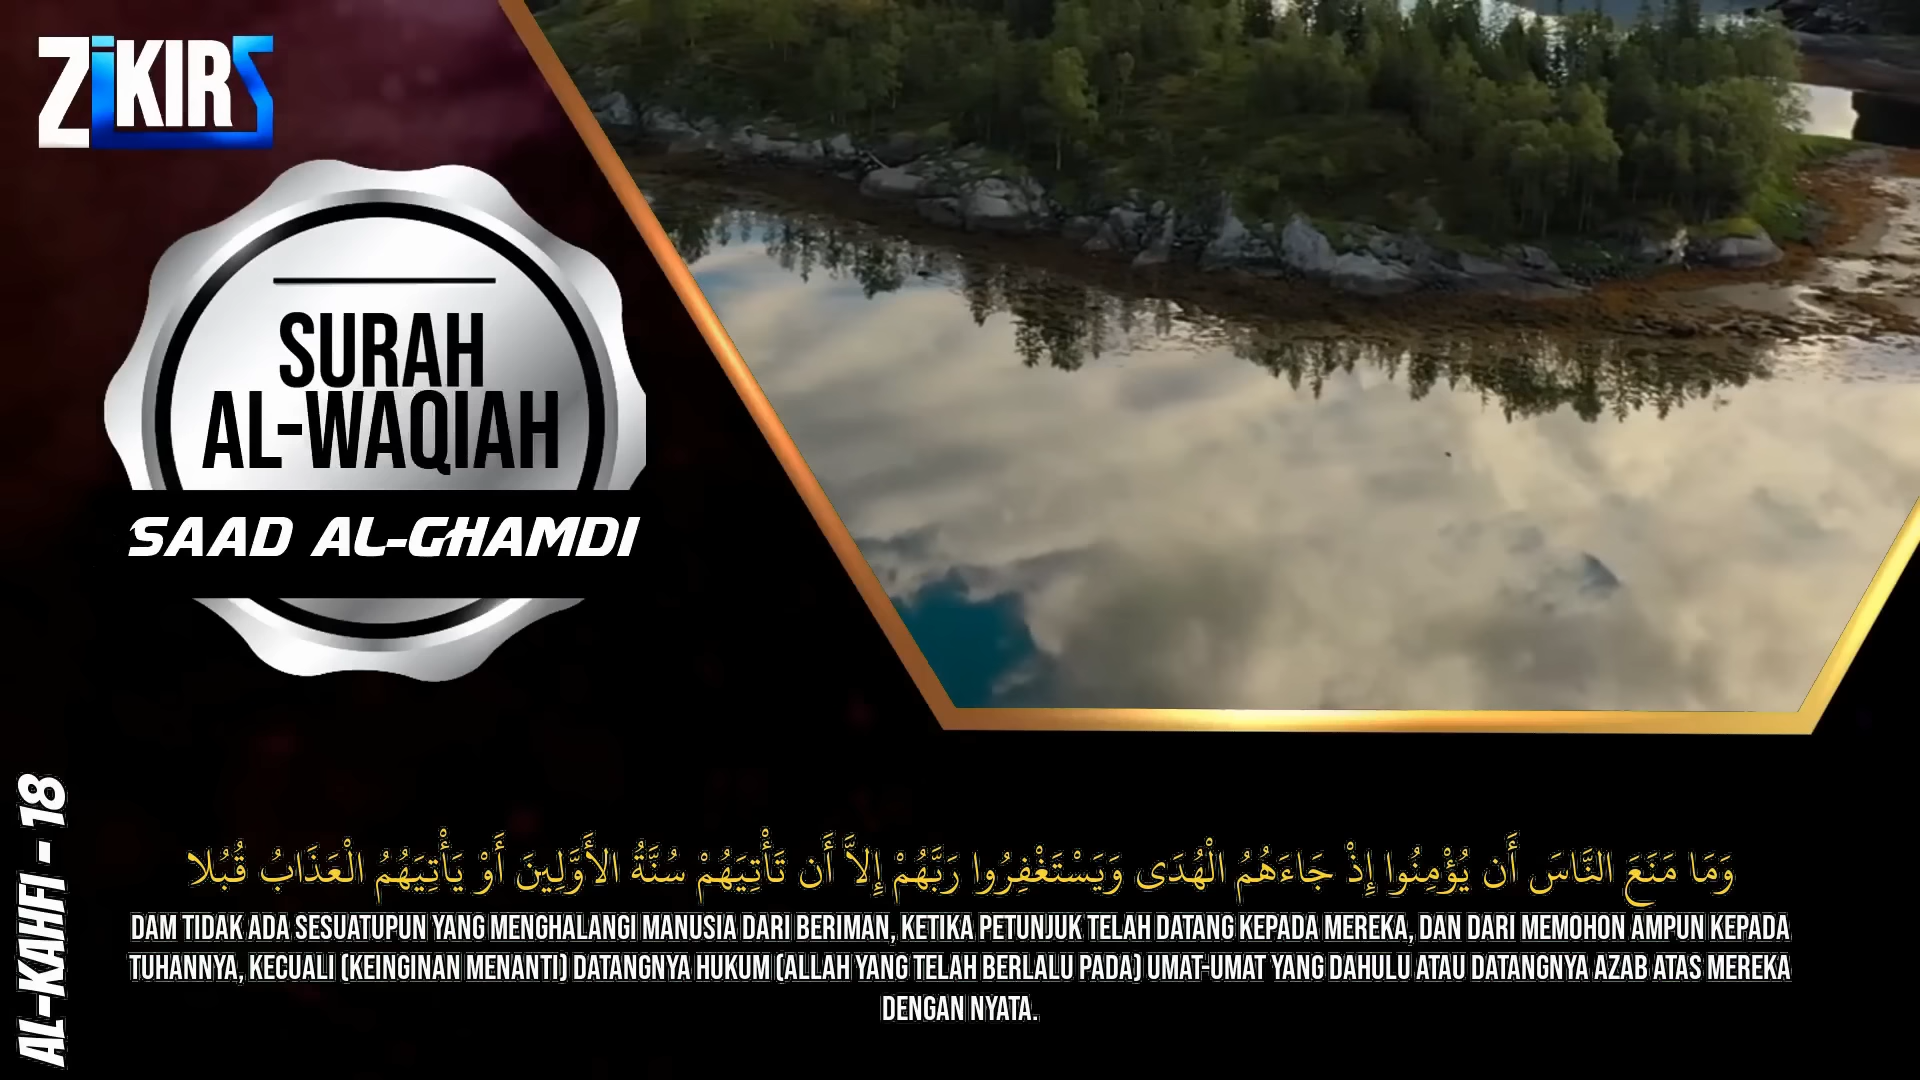 ZiKIRS
SURAH
AL-WAQIAH
SAAD AL-GHAMDI
AL-KAHFI - 18
وَمَا مَنَعَ النَّاسَ أَن يُؤْمِنُوا إِذْ جَاءَهُمُ الْهُدَى وَيَسْتَغْفِرُوا رَبَّهُمْ إِلاَّ أَن تَأْتِيَهُمْ سُنَّةُ الأَوَّلِينَ أَوْ يَأْتِيَهُمُ الْعَذَابُ قُبُلا
DAM TIDAK ADA SESUATUPUN YANG MENGHALANGI MANUSIA DARI BERIMAN, KETIKA PETUNJUK TELAH DATANG KEPADA MEREKA, DAN DARI MEMOHON AMPUN KEPADA
TUHANNYA, KECUALI (KEINGINAN MENANTI) DATANGNYA HUKUM (ALLAH YANG TELAH BERLALU PADA) UMAT-UMAT YANG DAHULU ATAU DATANGNYA AZAB ATAS MEREKA
DENGAN NYATA.